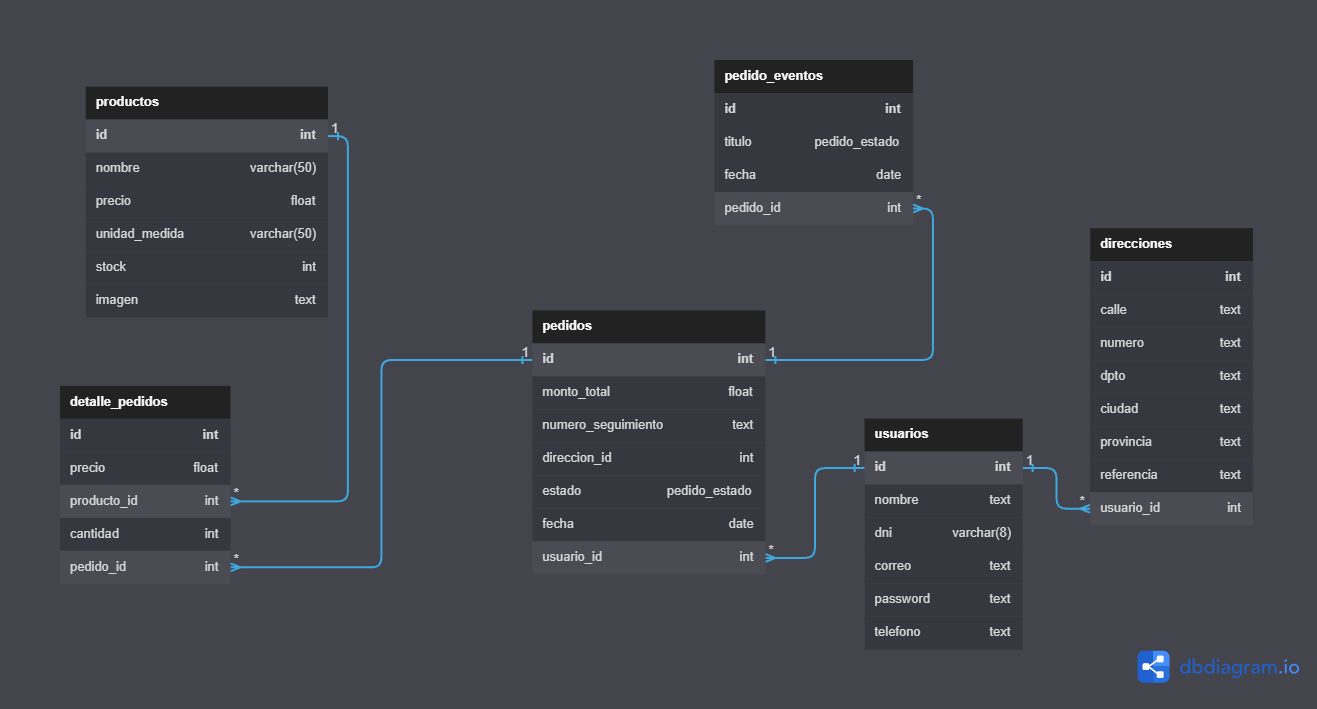 productos
id int 1
nombre varchar(50)
precio float
unidad_medida varchar(50)
stock int
imagen text
pedido_eventos
id int
titulo pedido_estado
fecha date
pedido_id int *
direcciones
id int
calle text
numero text
dpto text
ciudad text
provincia text
referencia text
* usuario_id int
pedidos
1 id int 1
monto_total float
numero_seguimiento text
direccion_id int
estado pedido_estado
fecha date
usuario_id int *
detalle_pedidos
id int
precio float
producto_id int *
cantidad int
pedido_id int *
usuarios
1 id int 1
nombre text
dni varchar(8)
correo text
password text
telefono text
dbdiagram.io